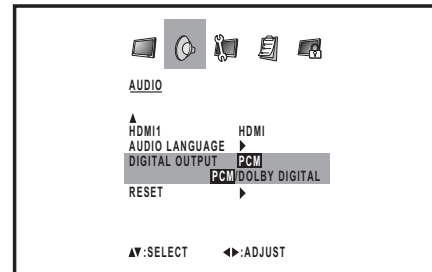 AUDIO
▲
HDMI1 HDMI
AUDIO LANGUAGE ▶
DIGITAL OUTPUT PCM
PCM/DOLBY DIGITAL
RESET ▶
▲▼:SELECT ◀▶:ADJUST